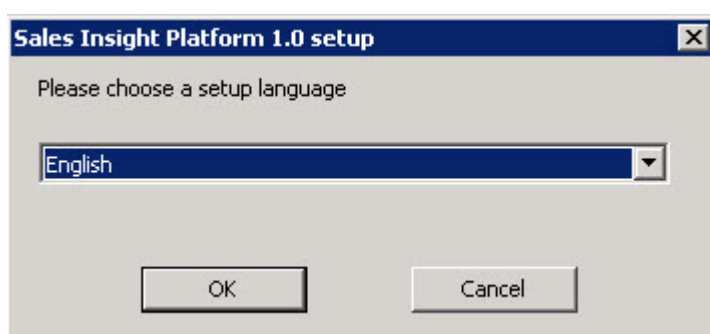 Sales Insight Platform 1.0 setup
Please choose a setup language
English
OK
Cancel